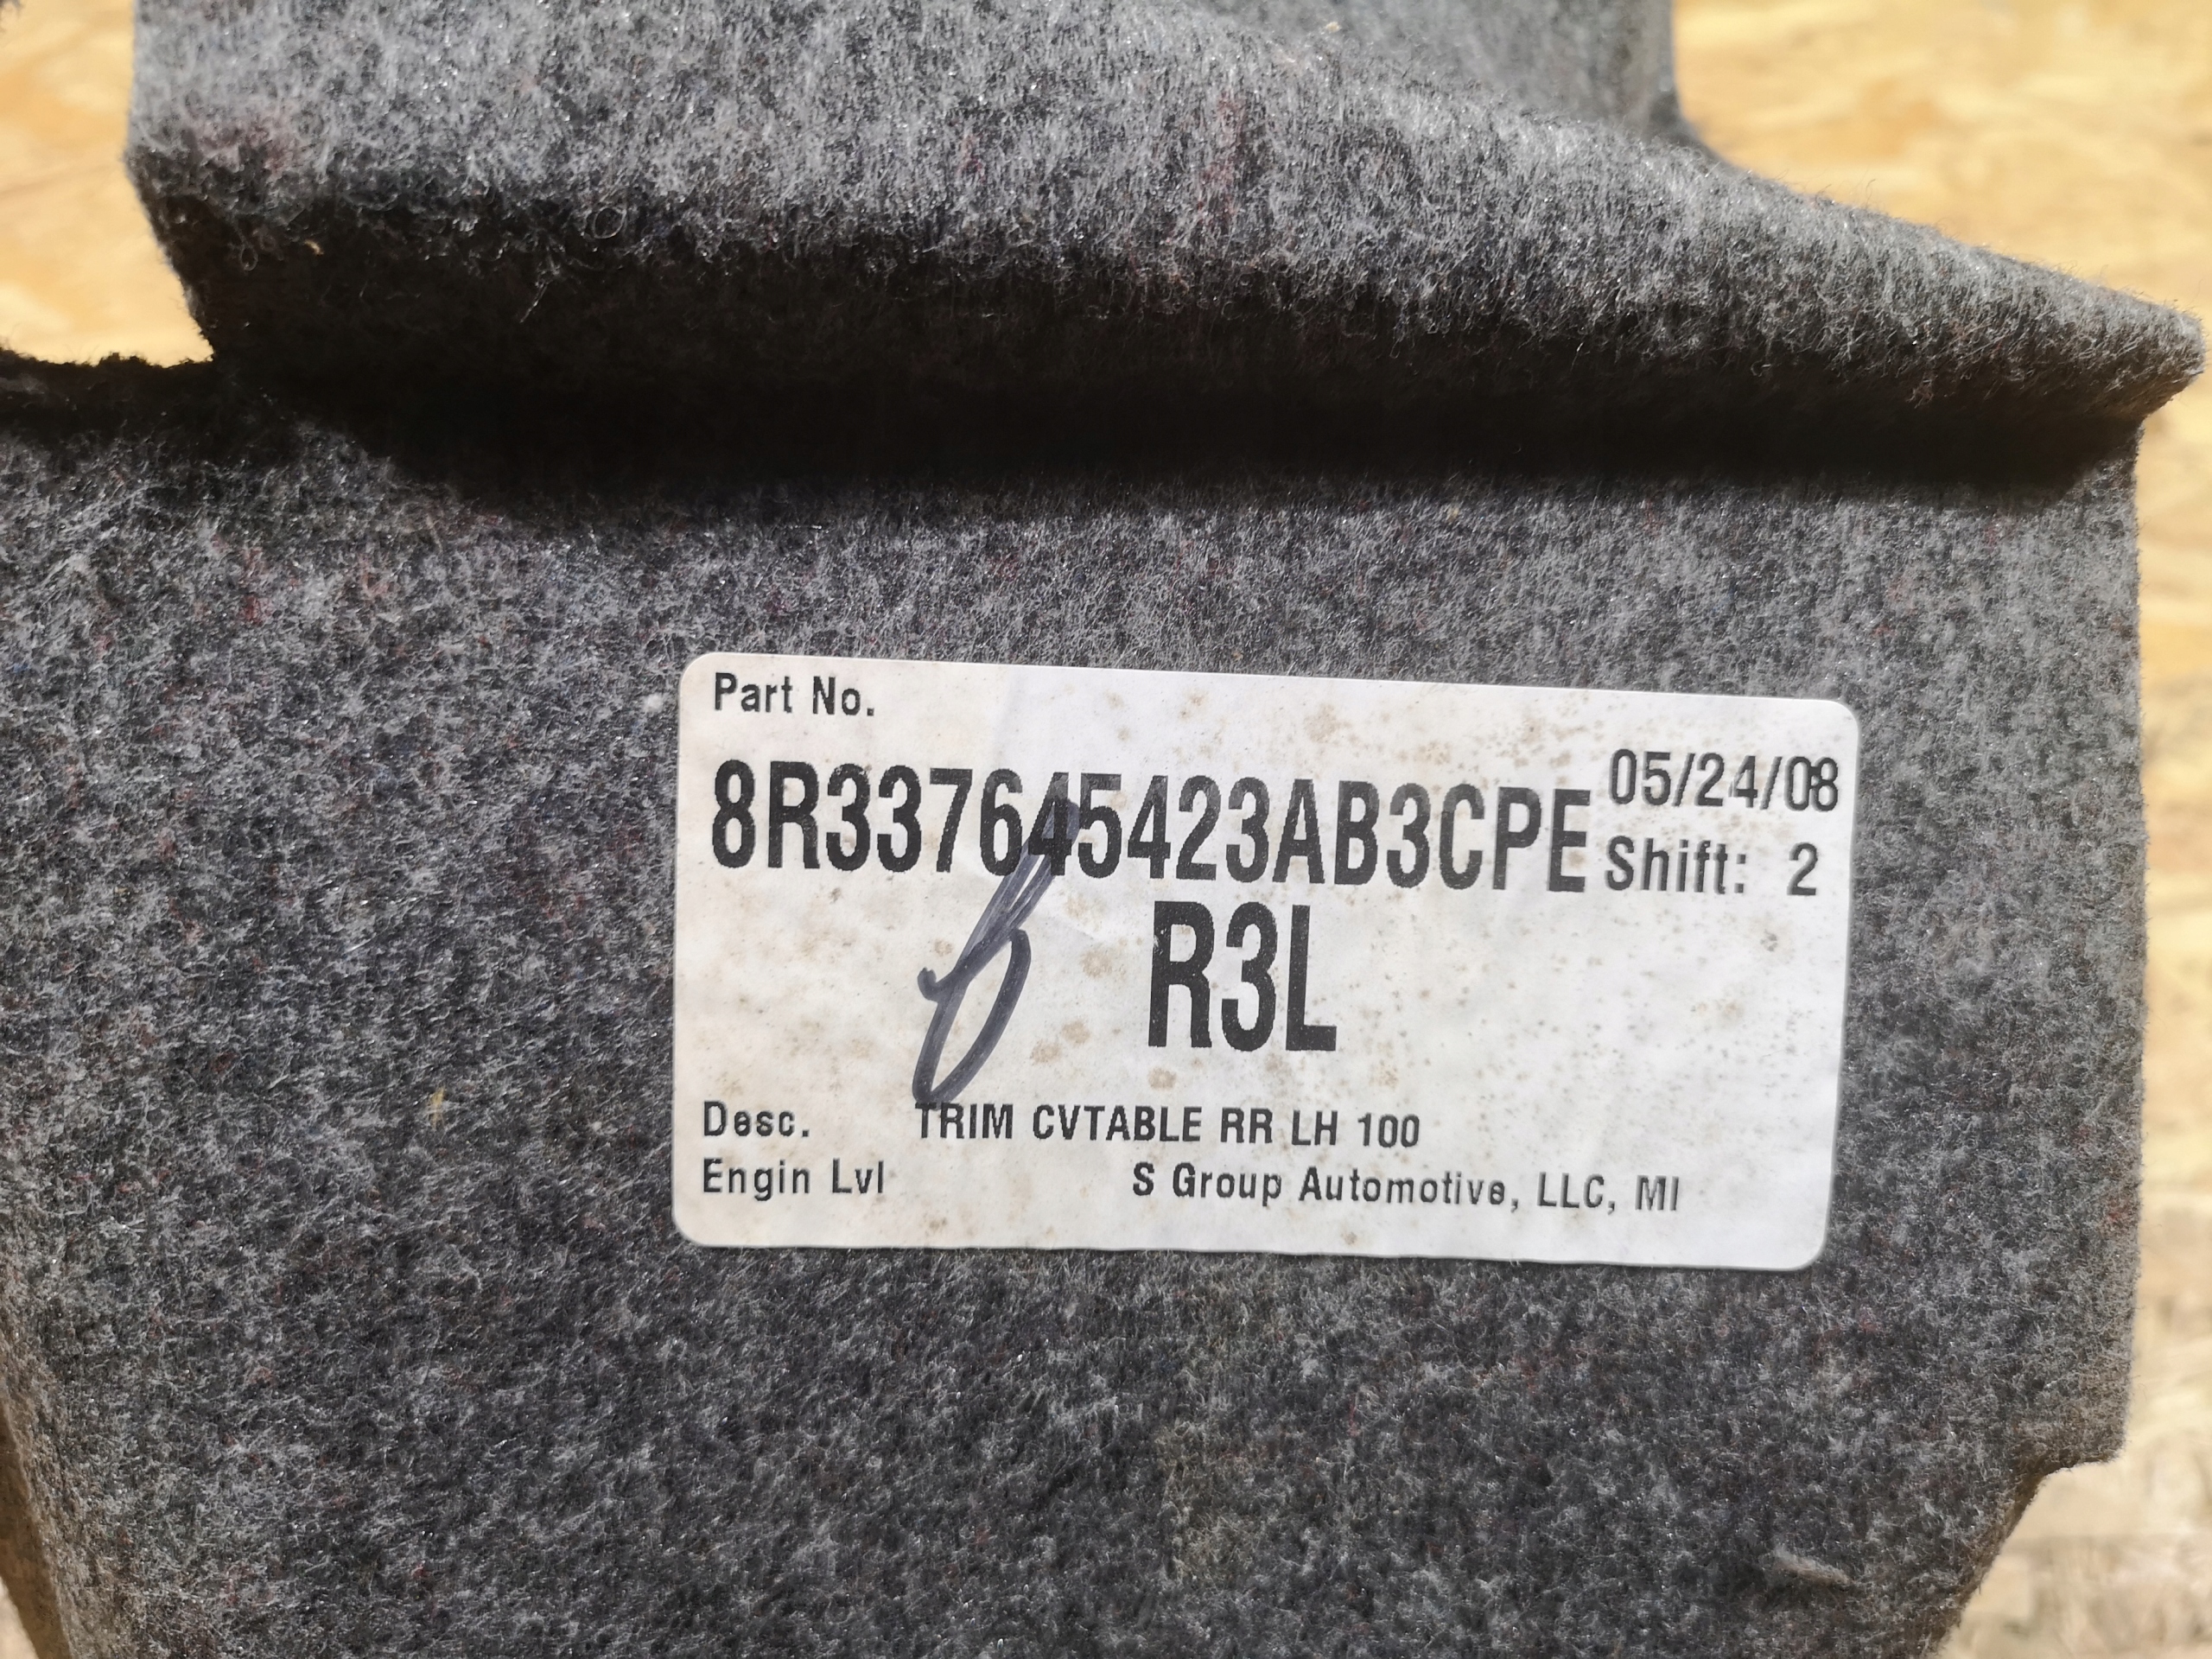 Part No.
8R337645423AB3CPE 05/24/08
Shift: 2
R3L
Desc. TRIM CVTABLE RR LH 100
Engin Lvl S Group Automotive, LLC, MI